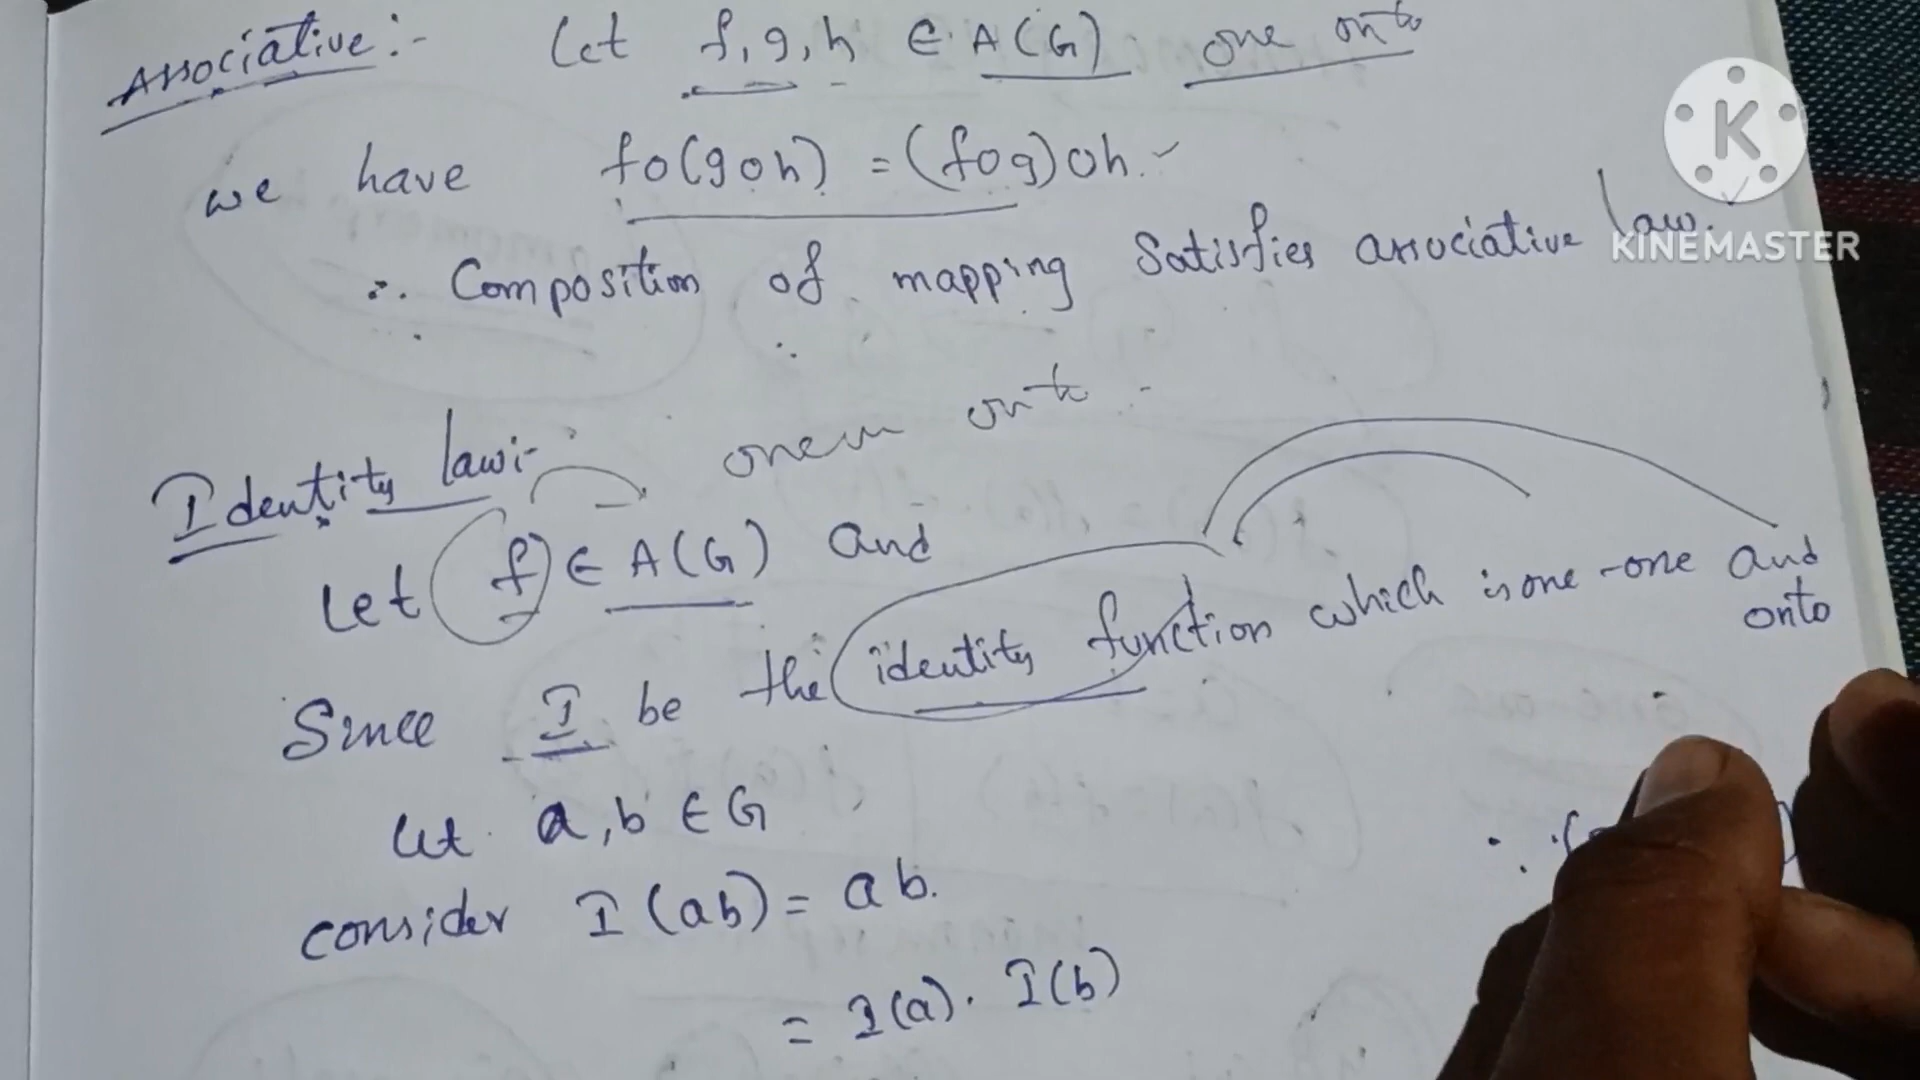 Associative:- Let f, g, h ∈ A(G) one onto
we have fo(goh) = (fog)oh.
∴ Composition of mapping Satisfies associative law.
K
KINEMASTER
onto
Identity law:-
Let f ∈ A(G) and
Since I be the identity function which is one-one and
onto
Let a, b ∈ G
consider I(ab) = ab.
= I(a) · I(b)